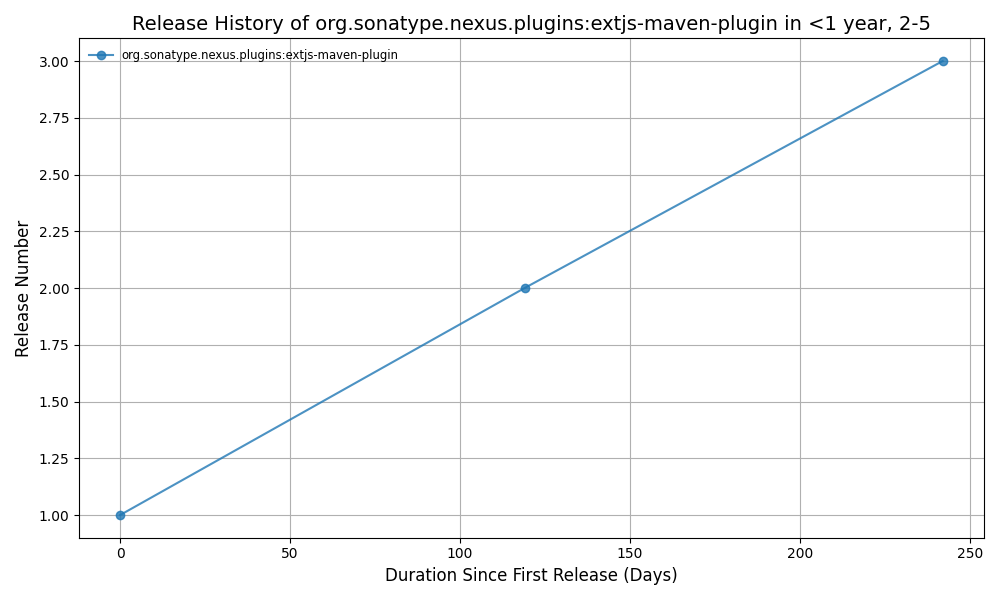 Release History of org.sonatype.nexus.plugins:extjs-maven-plugin in <1 year, 2-5
org.sonatype.nexus.plugins:extjs-maven-plugin
Release Number
3.00
2.75
2.50
2.25
2.00
1.75
1.50
1.25
1.00
0 50 100 150 200 250
Duration Since First Release (Days)